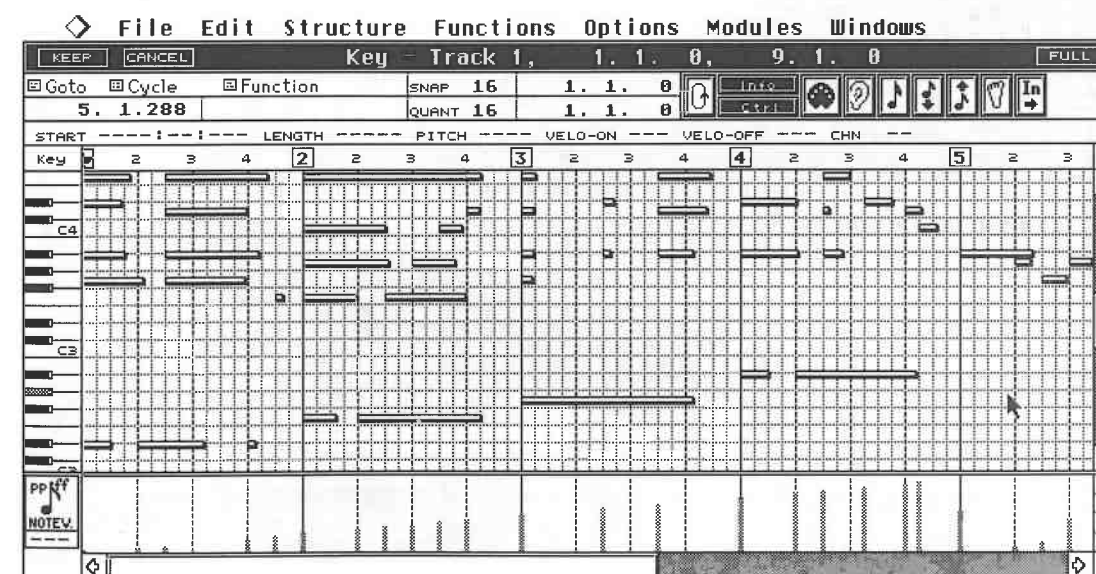 File Edit Structure Functions Options Modules Windows
KEEP CANCEL Key - Track 1, 1. 1. 0, 9. 1. 0 FULL
Goto Cycle Function SNAP 16 1. 1. 0 Info
5. 1.288 QUANT 16 1. 1. 0 Ctrl In
START -----:--:--- LENGTH ----- PITCH ---- VELO-ON --- VELO-OFF --- CHN --
Key 2 3 4 2 2 3 4 3 2 3 4 4 2 3 4 5 2 3
C4
C3
PP ff
NOTEV.
---